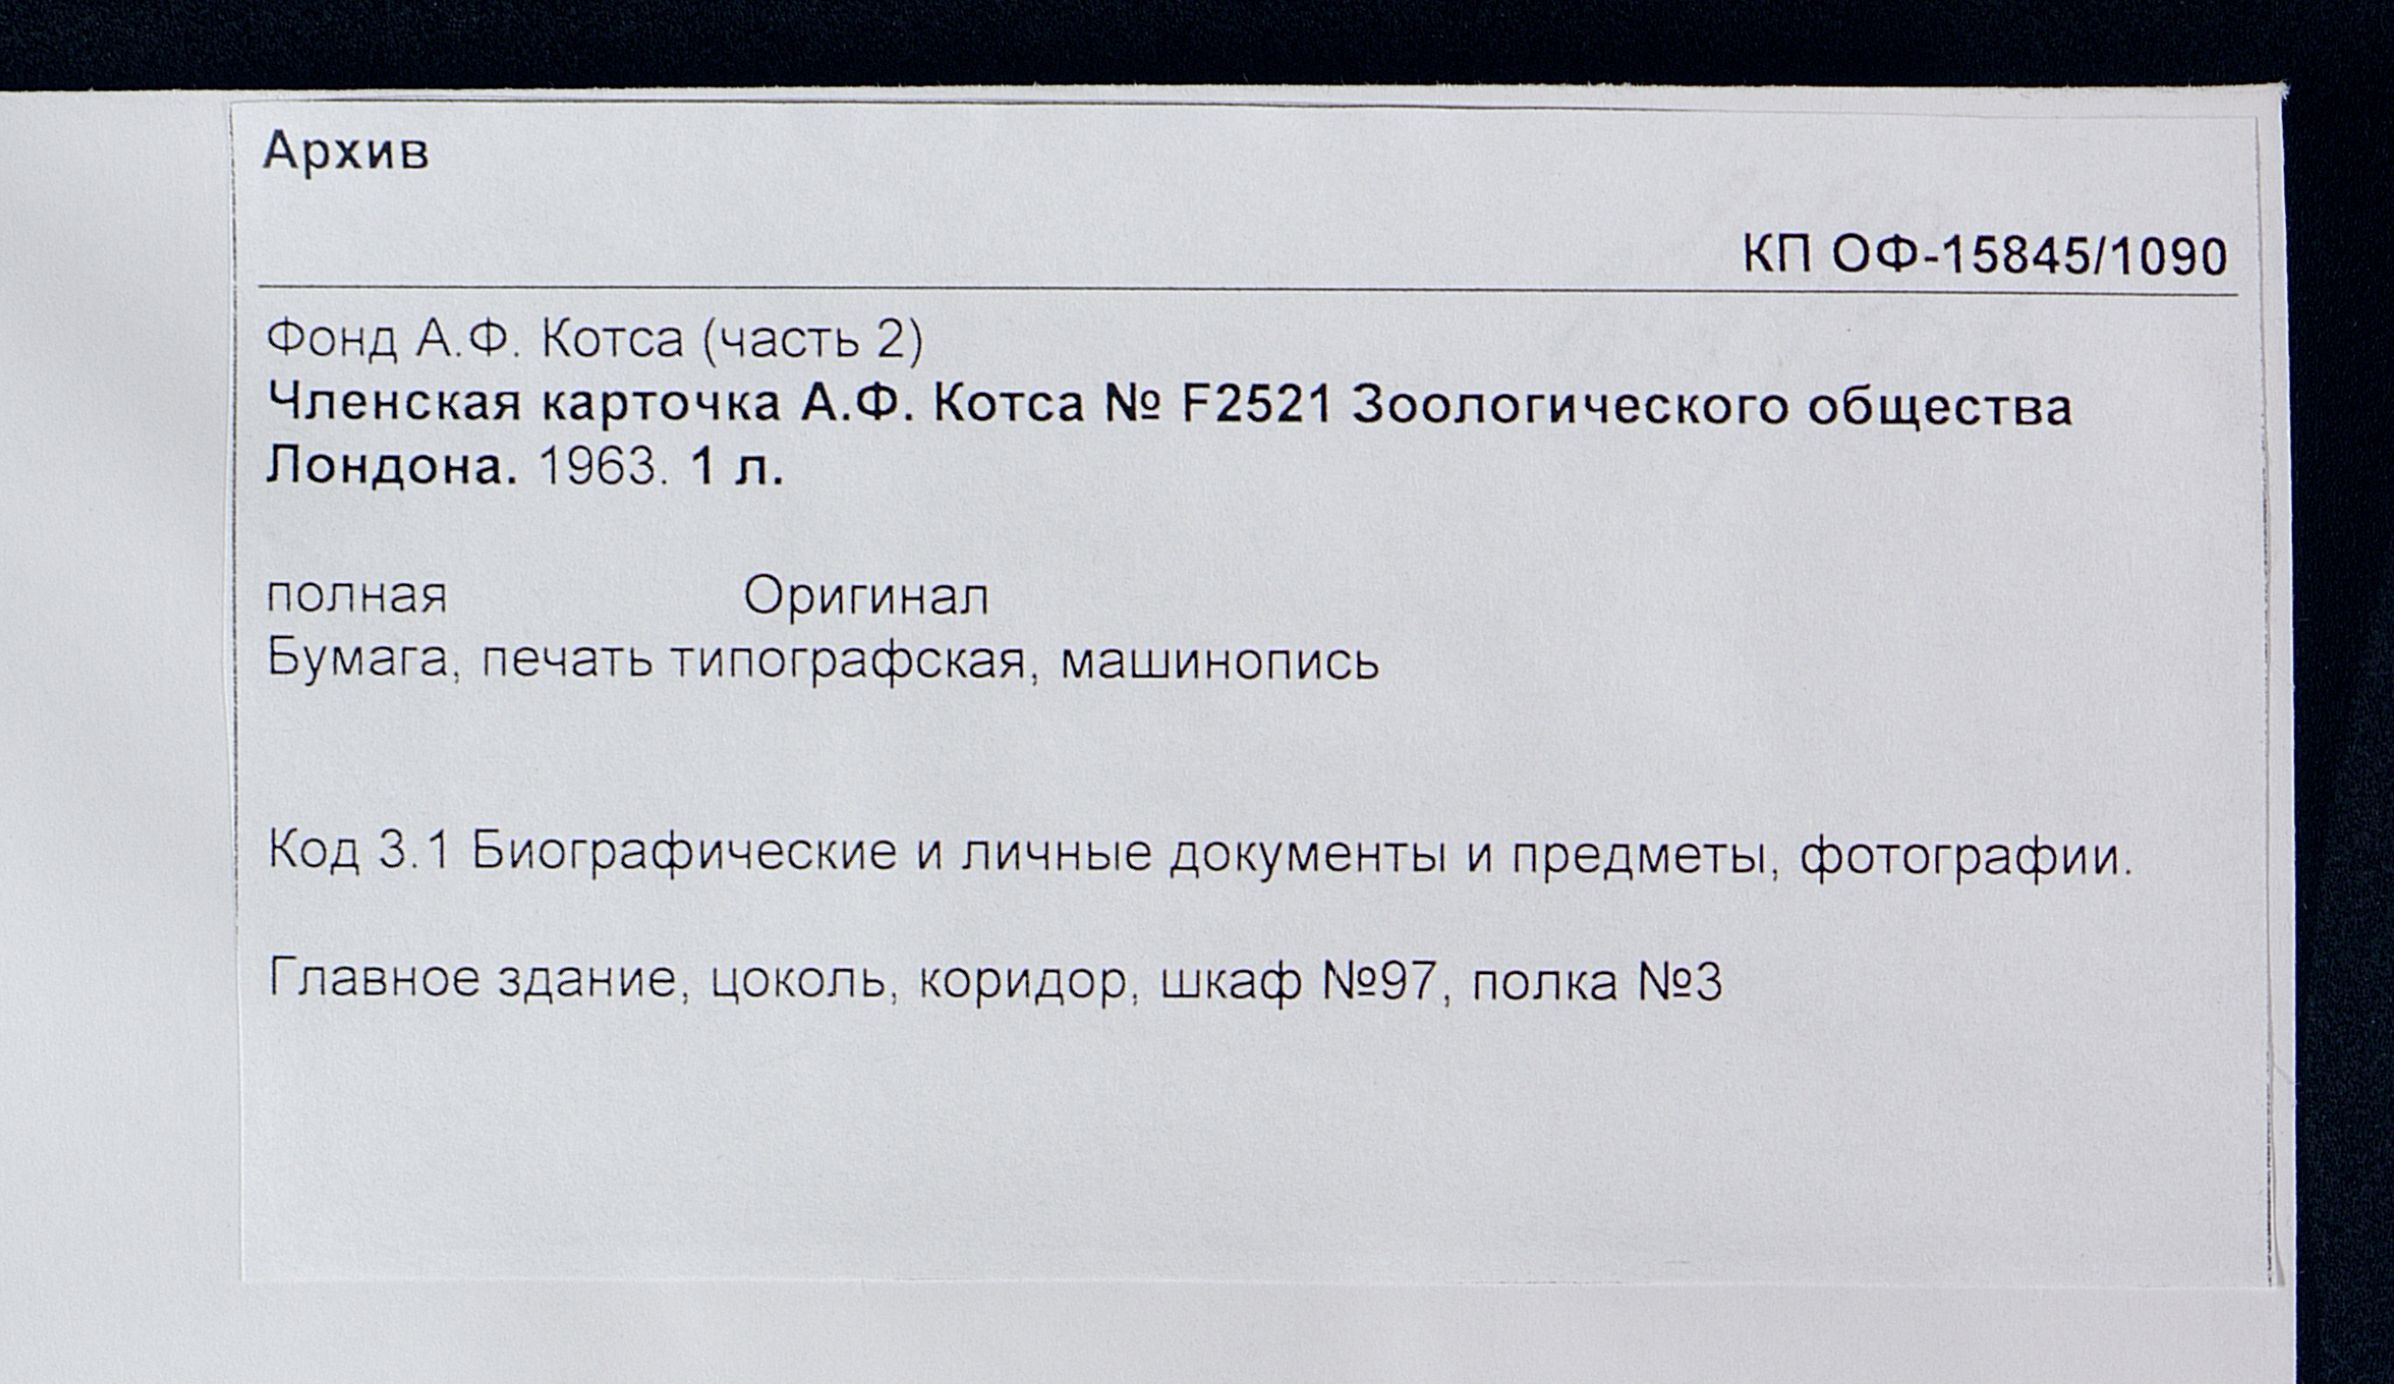 Архив
КП ОФ-15845/1090
Фонд А.Ф. Котса (часть 2)
Членская карточка А.Ф. Котса № F2521 Зоологического общества
Лондона. 1963. 1 л.
полная Оригинал
Бумага, печать типографская, машинопись
Код 3.1 Биографические и личные документы и предметы, фотографии.
Главное здание, цоколь, коридор, шкаф №97, полка №3